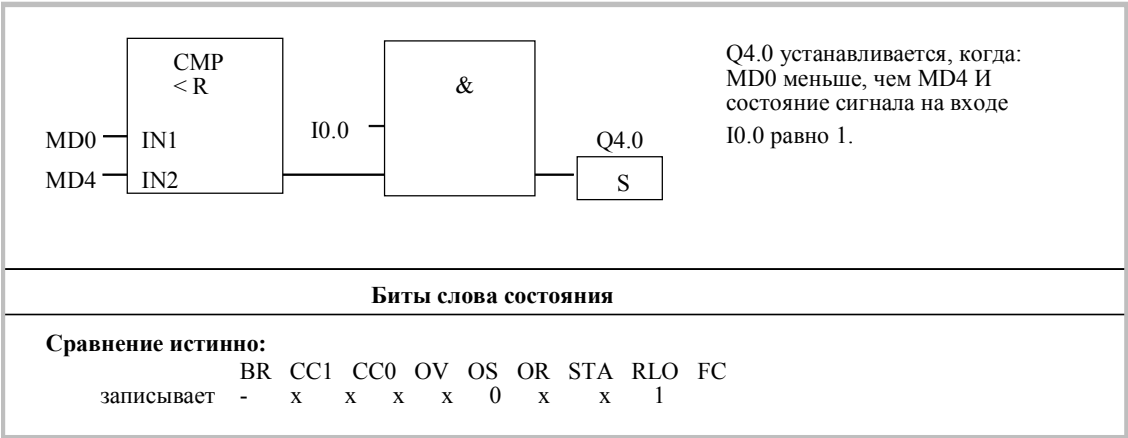 CMP
< R
&
MD0
IN1
I0.0
MD4
IN2
Q4.0
S
Q4.0 устанавливается, когда:
MD0 меньше, чем MD4 И
состояние сигнала на входе
I0.0 равно 1.
Биты слова состояния
Сравнение истинно:
BR CC1 CC0 OV OS OR STA RLO FC
записывает - x x x x 0 x x 1